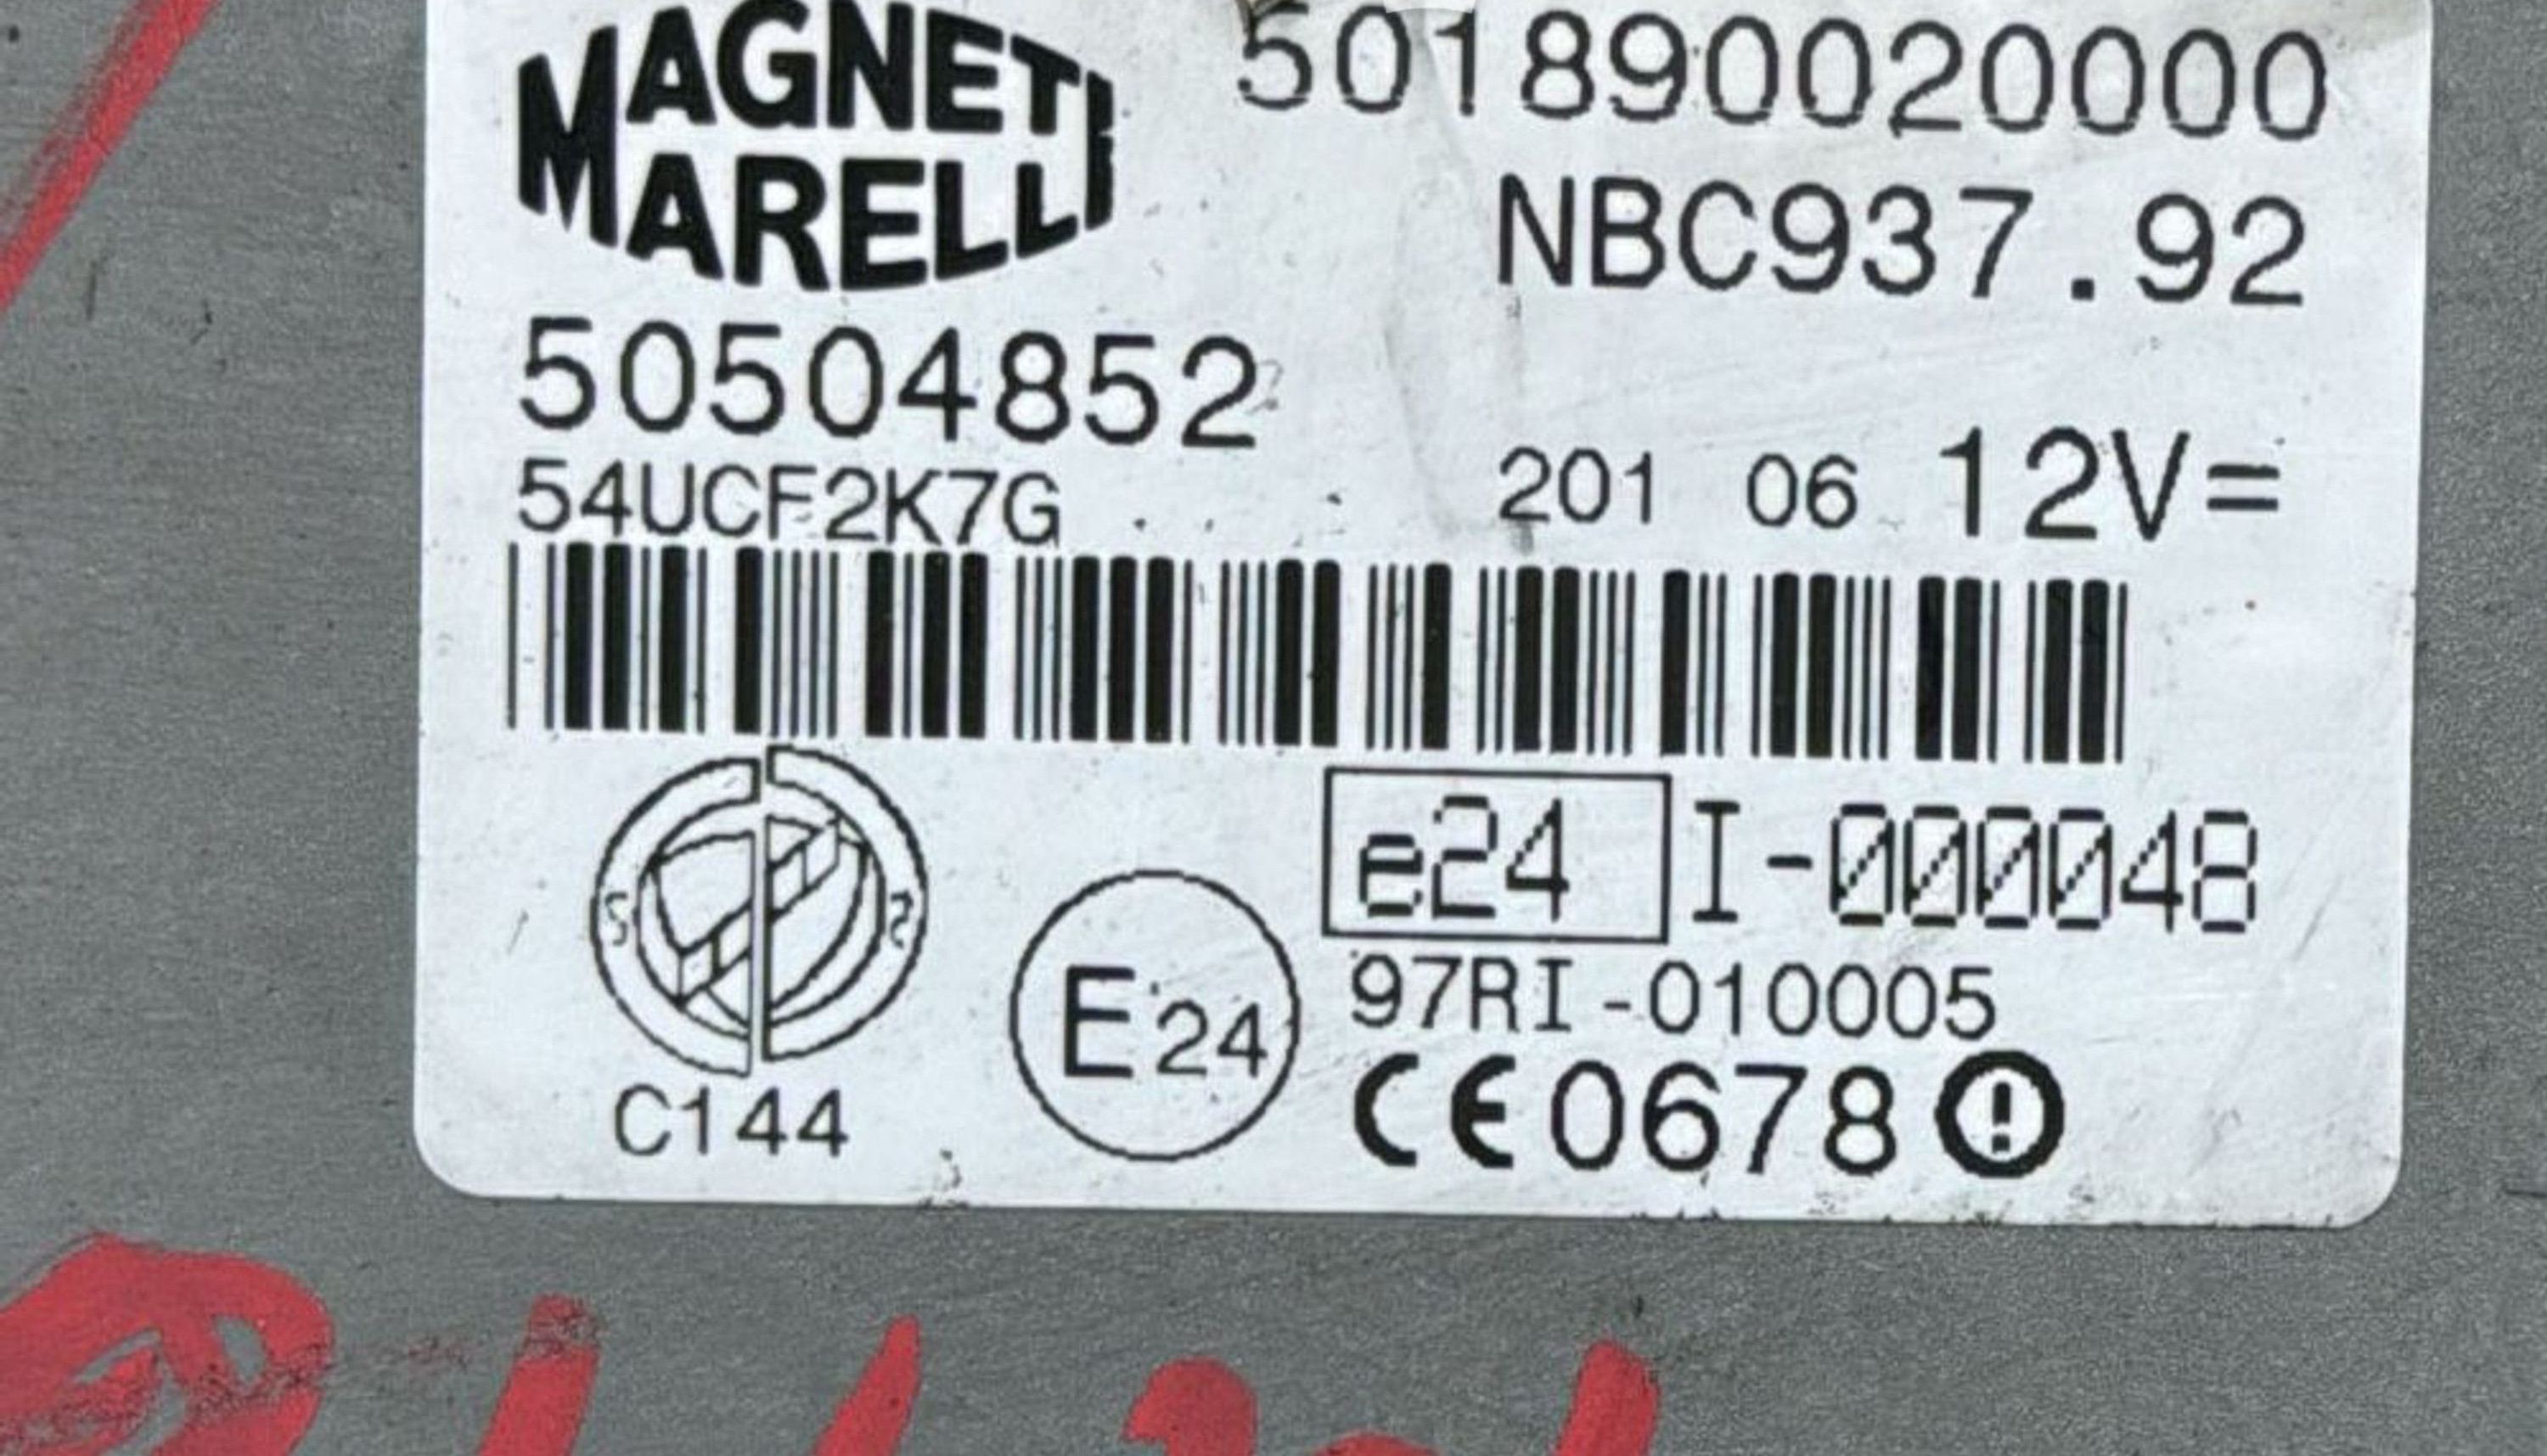 MAGNETI
MARELLI
501890020000
NBC937.92
50504852
54UCF2K7G
201 06 12V=
e24 I-000048
97RI-010005
E24
CE0678
C144